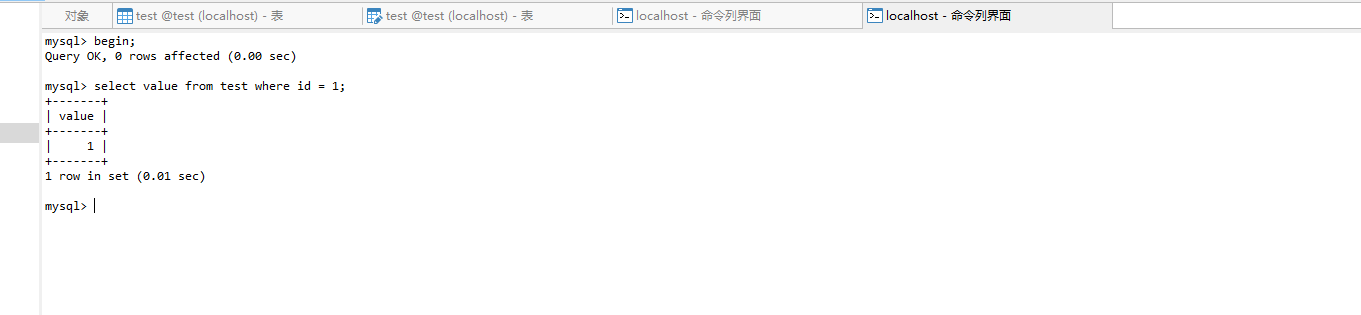 对象 test @test (localhost) - 表 test @test (localhost) - 表 localhost - 命令列界面 localhost - 命令列界面
mysql> begin;
Query OK, 0 rows affected (0.00 sec)
mysql> select value from test where id = 1;
+-------+
| value |
+-------+
|     1 |
+-------+
1 row in set (0.01 sec)
mysql>